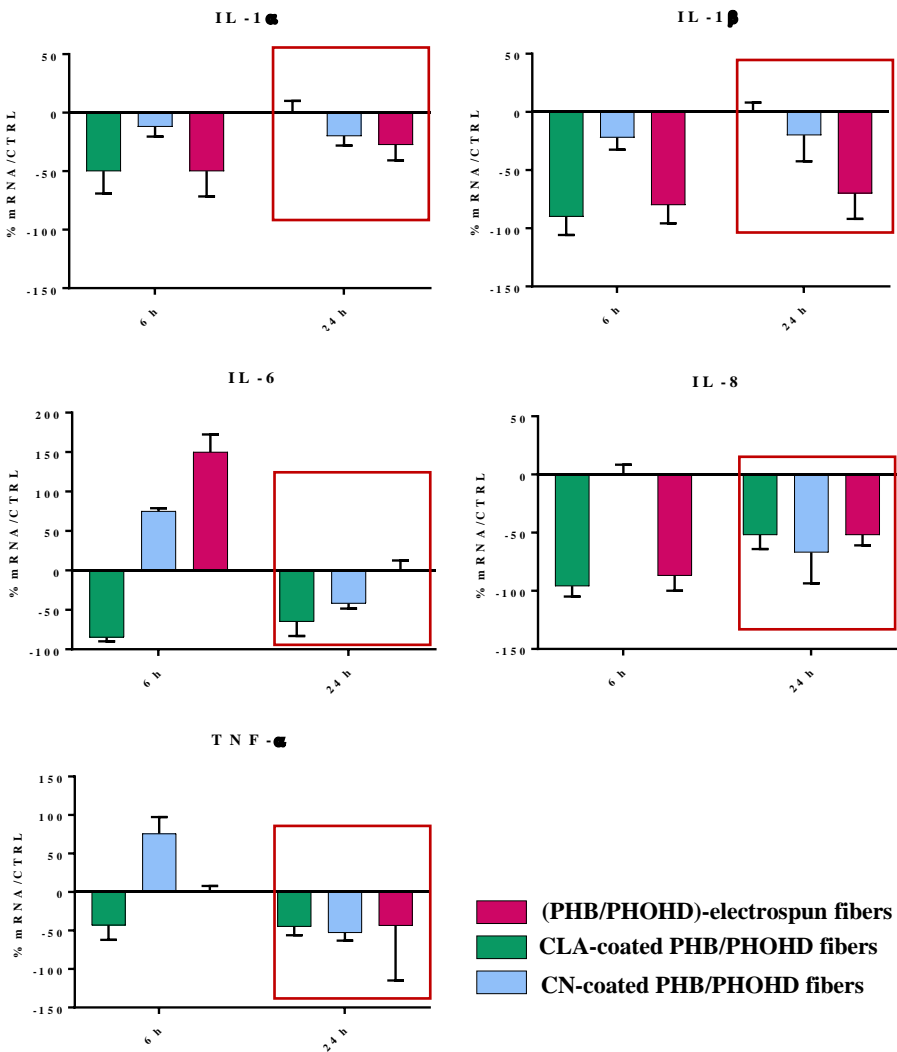 IL-1α
% mRNA/CTRL
50
0
-50
-100
-150
6 h
24 h
IL-1β
% mRNA/CTRL
50
0
-50
-100
-150
6 h
24 h
IL-6
% mRNA/CTRL
200
150
100
50
0
-50
-100
6 h
24 h
IL-8
% mRNA/CTRL
50
0
-50
-100
-150
6 h
24 h
TNF-α
% mRNA/CTRL
150
100
50
0
-50
-100
-150
6 h
24 h
(PHB/PHOHD)-electrospun fibers
CLA-coated PHB/PHOHD fibers
CN-coated PHB/PHOHD fibers